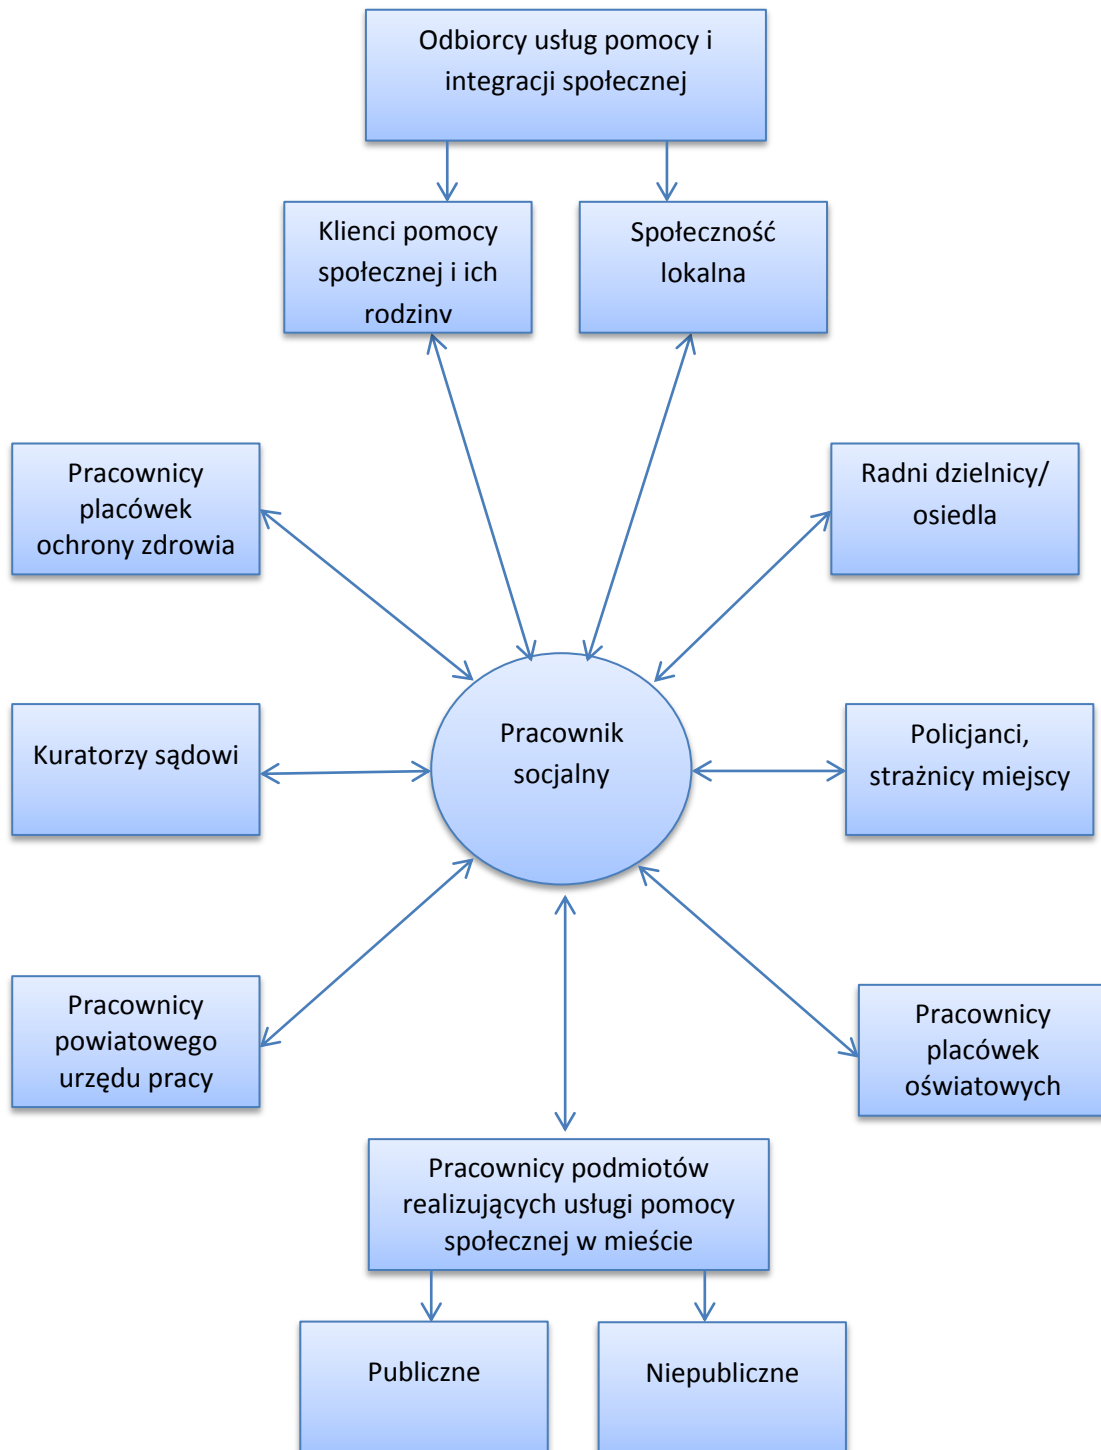 Odbiorcy usług pomocy i
integracji społecznej
Klienci pomocy
społecznej i ich
rodziny
Społeczność
lokalna
Pracownicy
placówek
ochrony zdrowia
Radni dzielnicy/
osiedla
Kuratorzy sądowi
Pracownik
socjalny
Policjanci,
strażnicy miejscy
Pracownicy
powiatowego
urzędu pracy
Pracownicy
placówek
oświatowych
Pracownicy podmiotów
realizujących usługi pomocy
społecznej w mieście
Publiczne
Niepubliczne